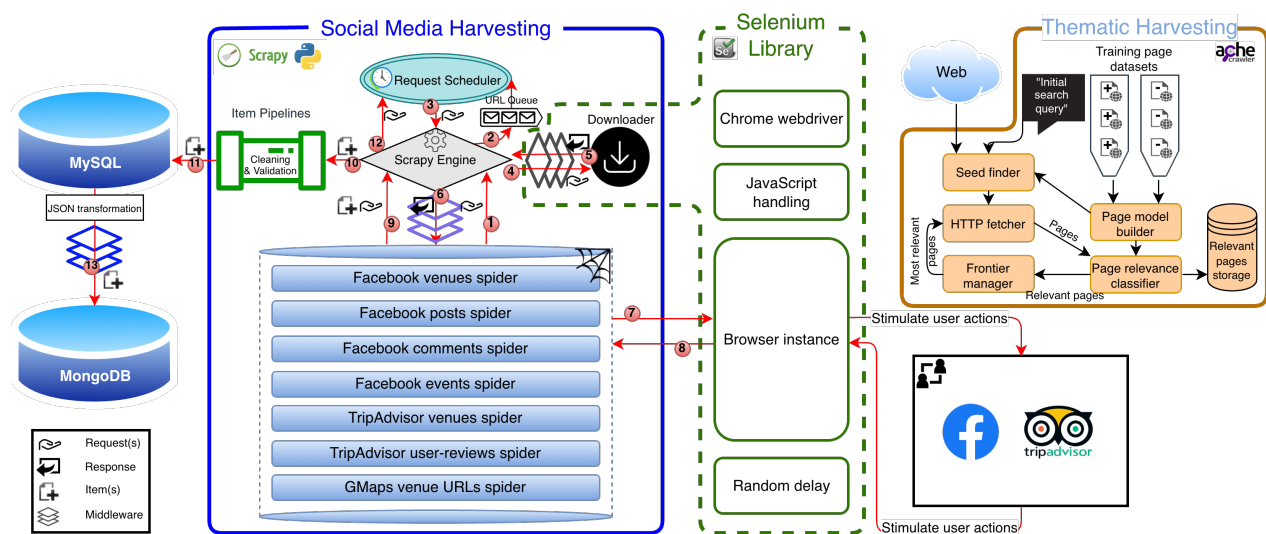 Social Media Harvesting
Selenium
Library
Thematic Harvesting
Scrapy
Se
ache
crawler
Request Scheduler
URL Queue
Downloader
Item Pipelines
Cleaning
& Validation
Scrapy Engine
MySQL
JSON transformation
MongoDB
1
2
3
4
5
6
7
8
9
10
11
12
13
Facebook venues spider
Facebook posts spider
Facebook comments spider
Facebook events spider
TripAdvisor venues spider
TripAdvisor user-reviews spider
GMaps venue URLs spider
Request(s)
Response
Item(s)
Middleware
Chrome webdriver
JavaScript
handling
Browser instance
Random delay
Web
"Initial
search
query"
Training page
datasets
Seed finder
HTTP fetcher
Frontier
manager
Page model
builder
Page relevance
classifier
Relevant
pages
storage
Pages
Most relevant
pages
Relevant pages
Stimulate user actions
tripadvisor
Stimulate user actions